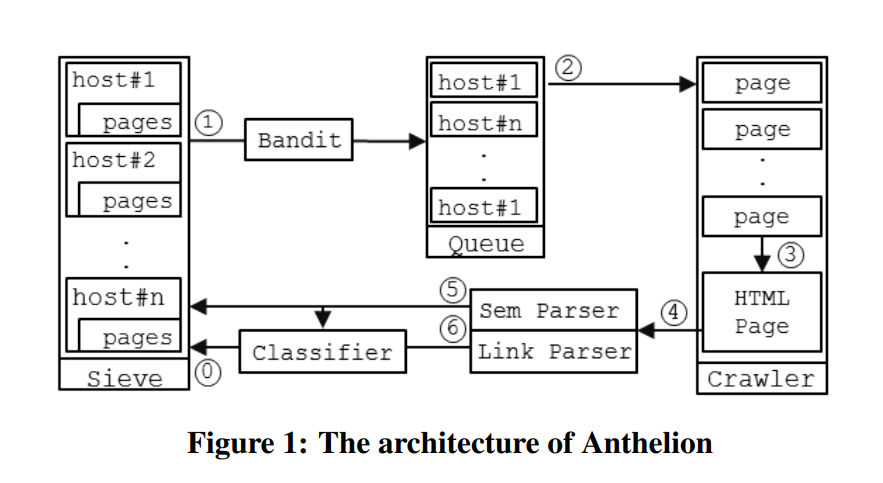 host#1
pages
host#2
pages
.
.
host#n
pages
Sieve
⓪
①
Bandit
host#1
host#n
.
.
host#1
Queue
②
page
page
.
.
page
③
HTML
Page
Crawler
④
Sem Parser
Link Parser
⑤
⑥
Classifier
Figure 1: The architecture of Anthelion